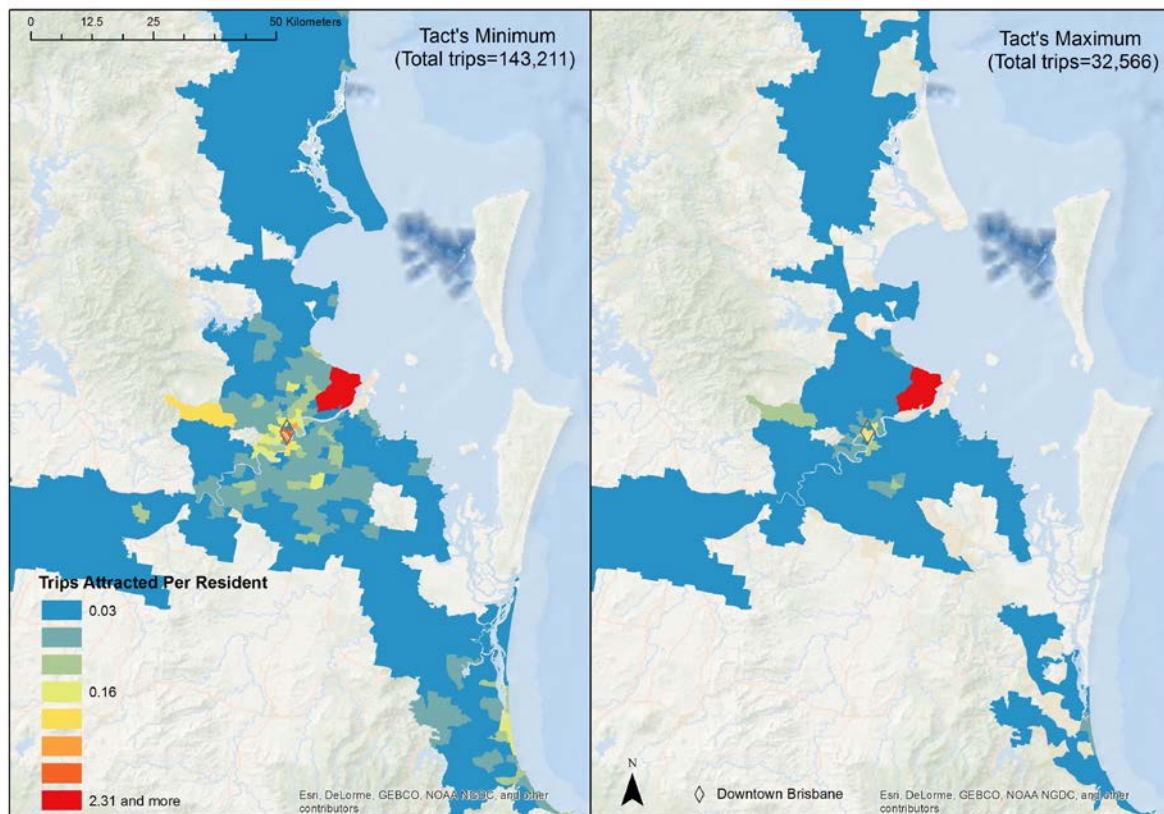 0 12.5 25 50 Kilometers
Tact's Minimum
(Total trips=143,211)
Trips Attracted Per Resident
0.03
0.16
2.31 and more
Esri, DeLorme, GEBCO, NOAA NGDC, and other
contributors
Tact's Maximum
(Total trips=32,566)
N
Downtown Brisbane
Esri, DeLorme, GEBCO, NOAA NGDC, and other
contributors